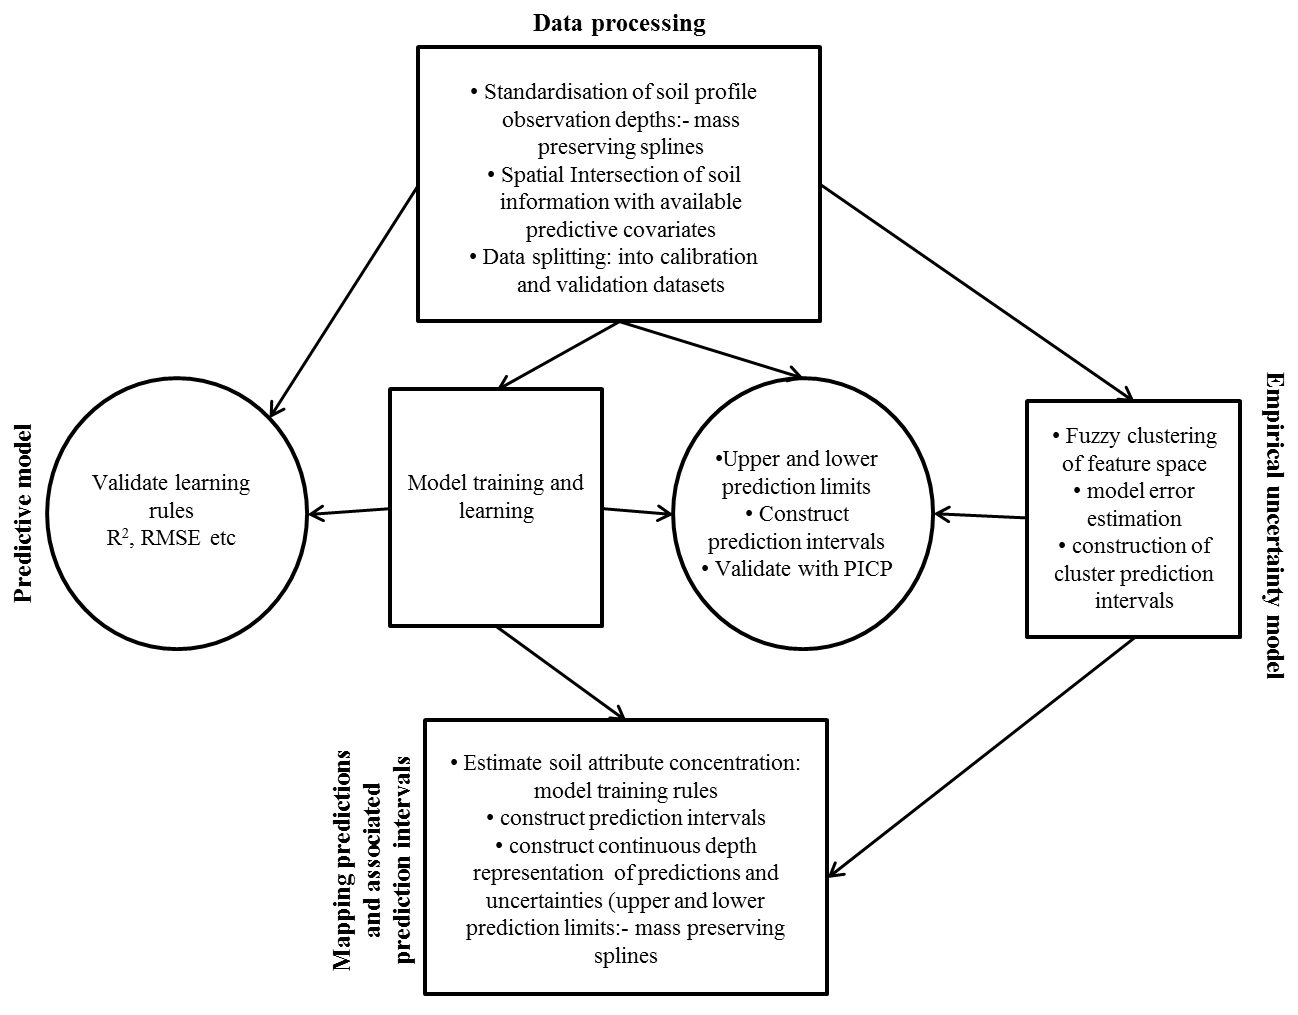 Data processing
• Standardisation of soil profile
observation depths:- mass
preserving splines
• Spatial Intersection of soil
information with available
predictive covariates
• Data splitting: into calibration
and validation datasets
Predictive model
Validate learning
rules
R², RMSE etc
Model training and
learning
•Upper and lower
prediction limits
• Construct
prediction intervals
• Validate with PICP
• Fuzzy clustering
of feature space
• model error
estimation
• construction of
cluster prediction
intervals
Empirical uncertainty model
Mapping predictions
and associated
prediction intervals
• Estimate soil attribute concentration:
model training rules
• construct prediction intervals
• construct continuous depth
representation of predictions and
uncertainties (upper and lower
prediction limits:- mass preserving
splines